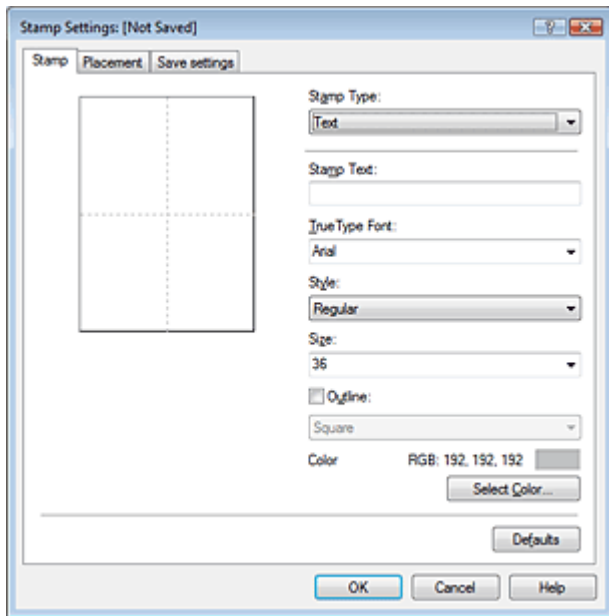 Stamp Settings: [Not Saved]
Stamp Placement Save settings
Stamp Type:
Text
Stamp Text:
TrueType Font:
Arial
Style:
Regular
Size:
36
Outline:
Square
Color RGB: 192, 192, 192
Select Color...
Defaults
OK Cancel Help